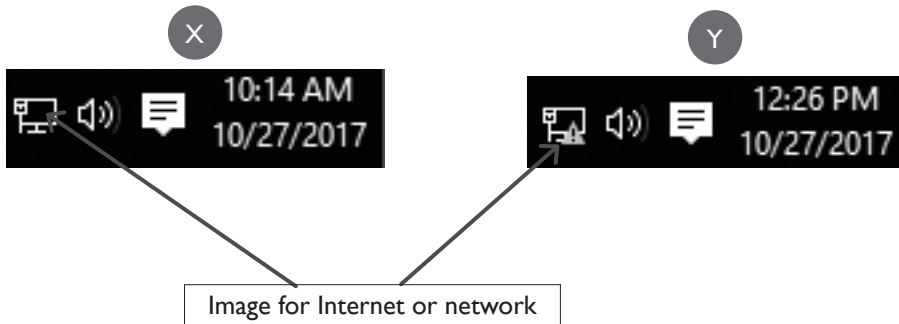 X
Y
10:14 AM
10/27/2017
12:26 PM
10/27/2017
Image for Internet or network